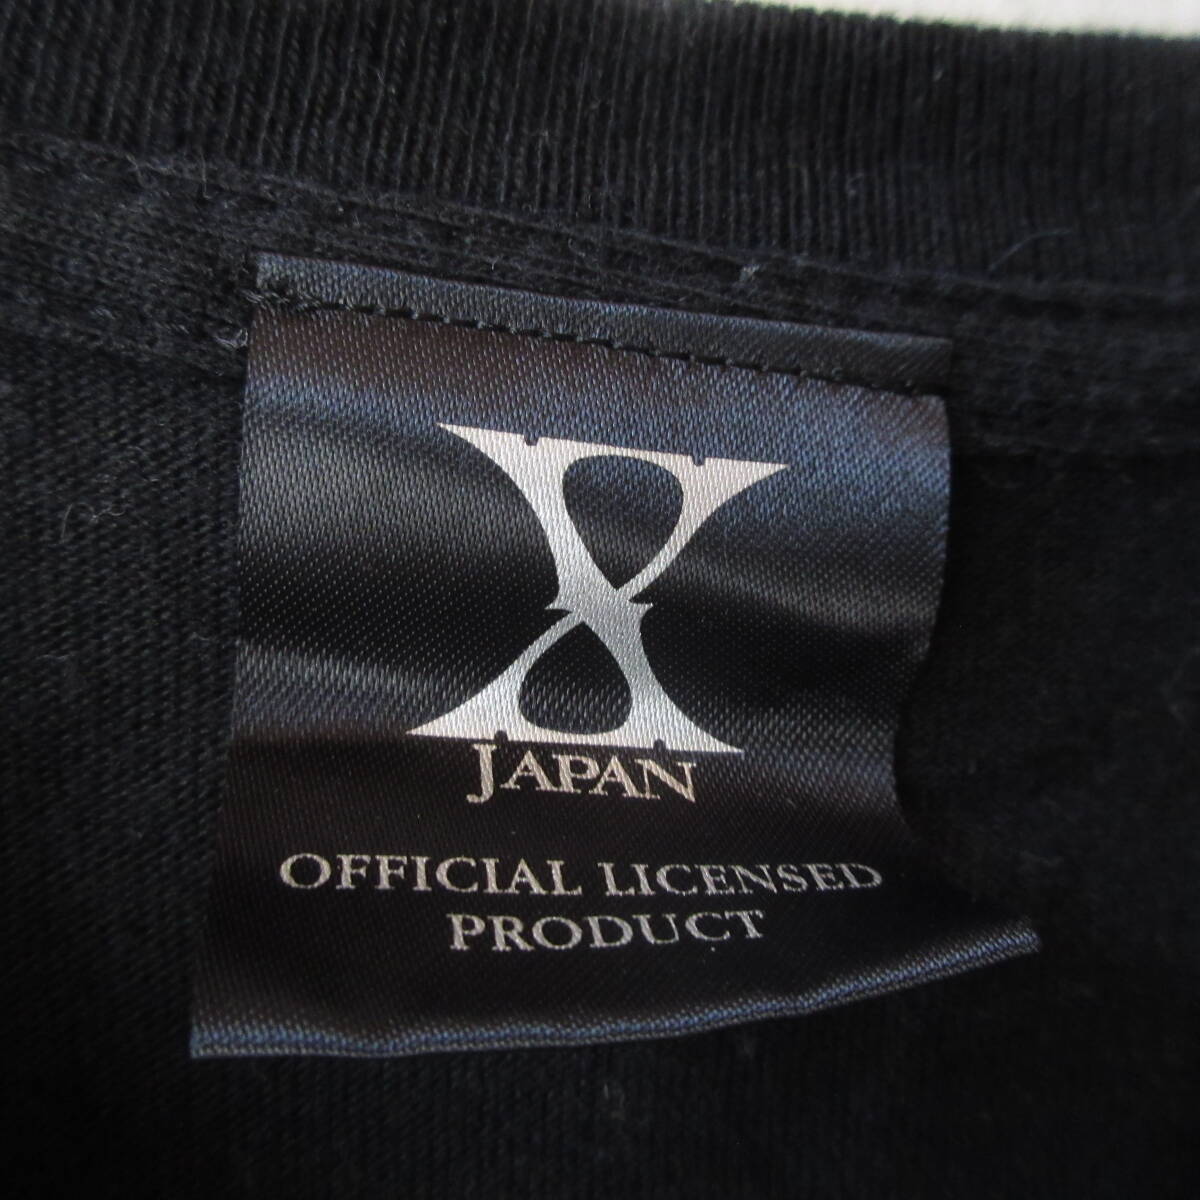 X
JAPAN
OFFICIAL LICENSED
PRODUCT